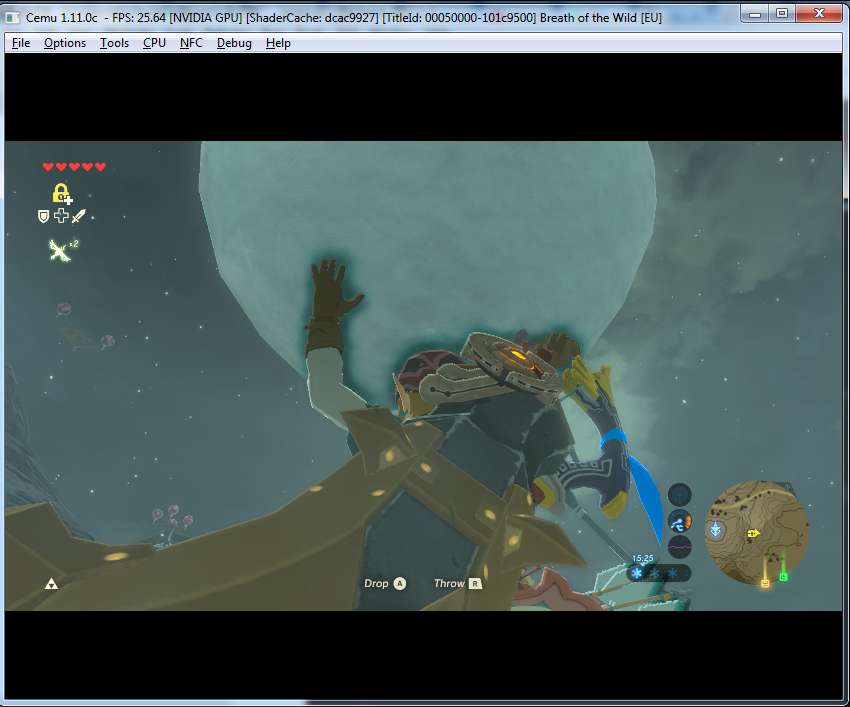 Cemu 1.11.0c - FPS: 25.64 [NVIDIA GPU] [ShaderCache: dcac9927] [TitleId: 00050000-101c9500] Breath of the Wild [EU]
File Options Tools CPU NFC Debug Help
x2
15:25
Drop A Throw R